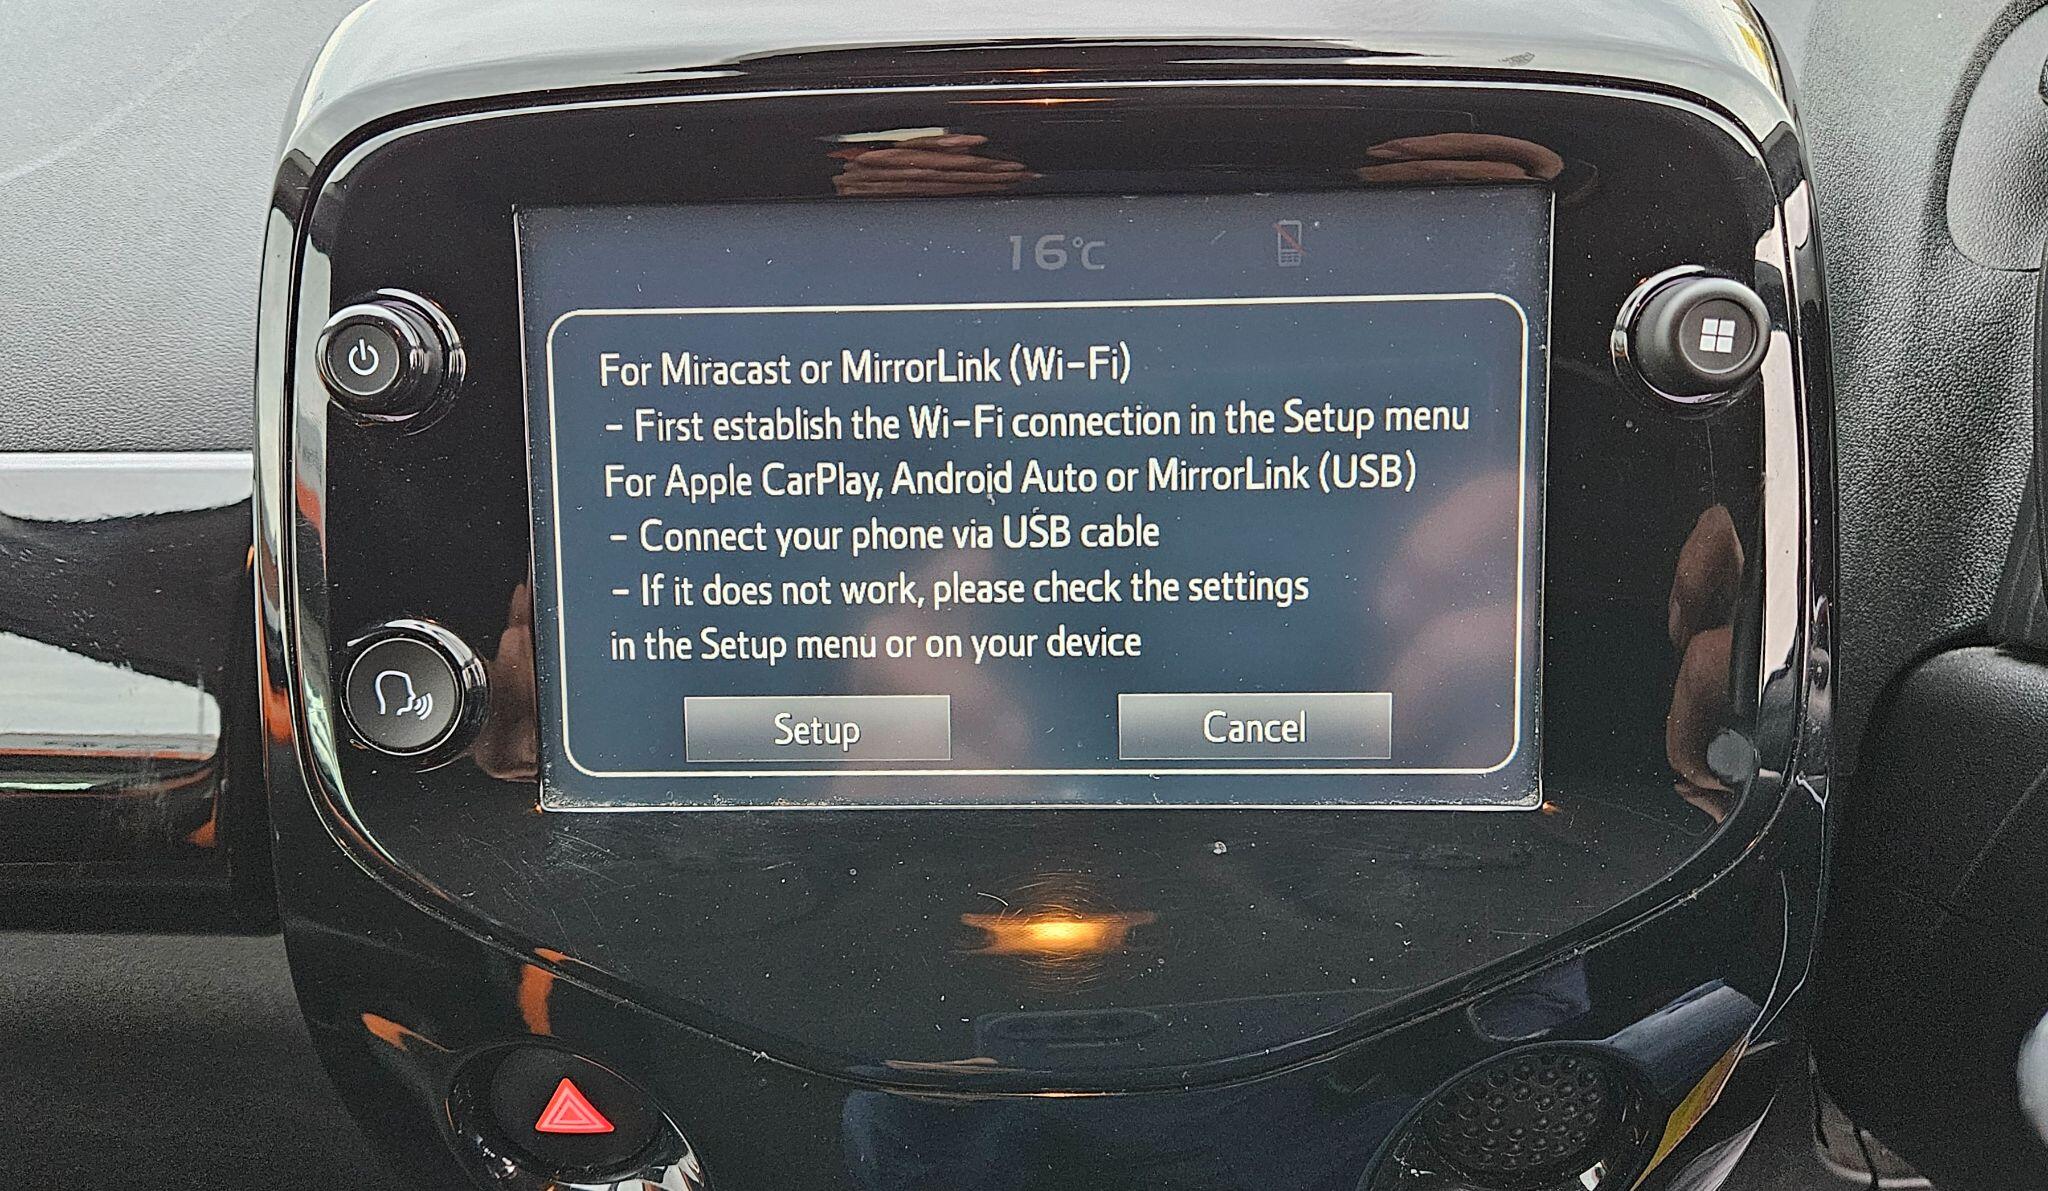 16°C
For Miracast or MirrorLink (Wi-Fi)
- First establish the Wi-Fi connection in the Setup menu
For Apple CarPlay, Android Auto or MirrorLink (USB)
- Connect your phone via USB cable
- If it does not work, please check the settings
in the Setup menu or on your device
Setup Cancel